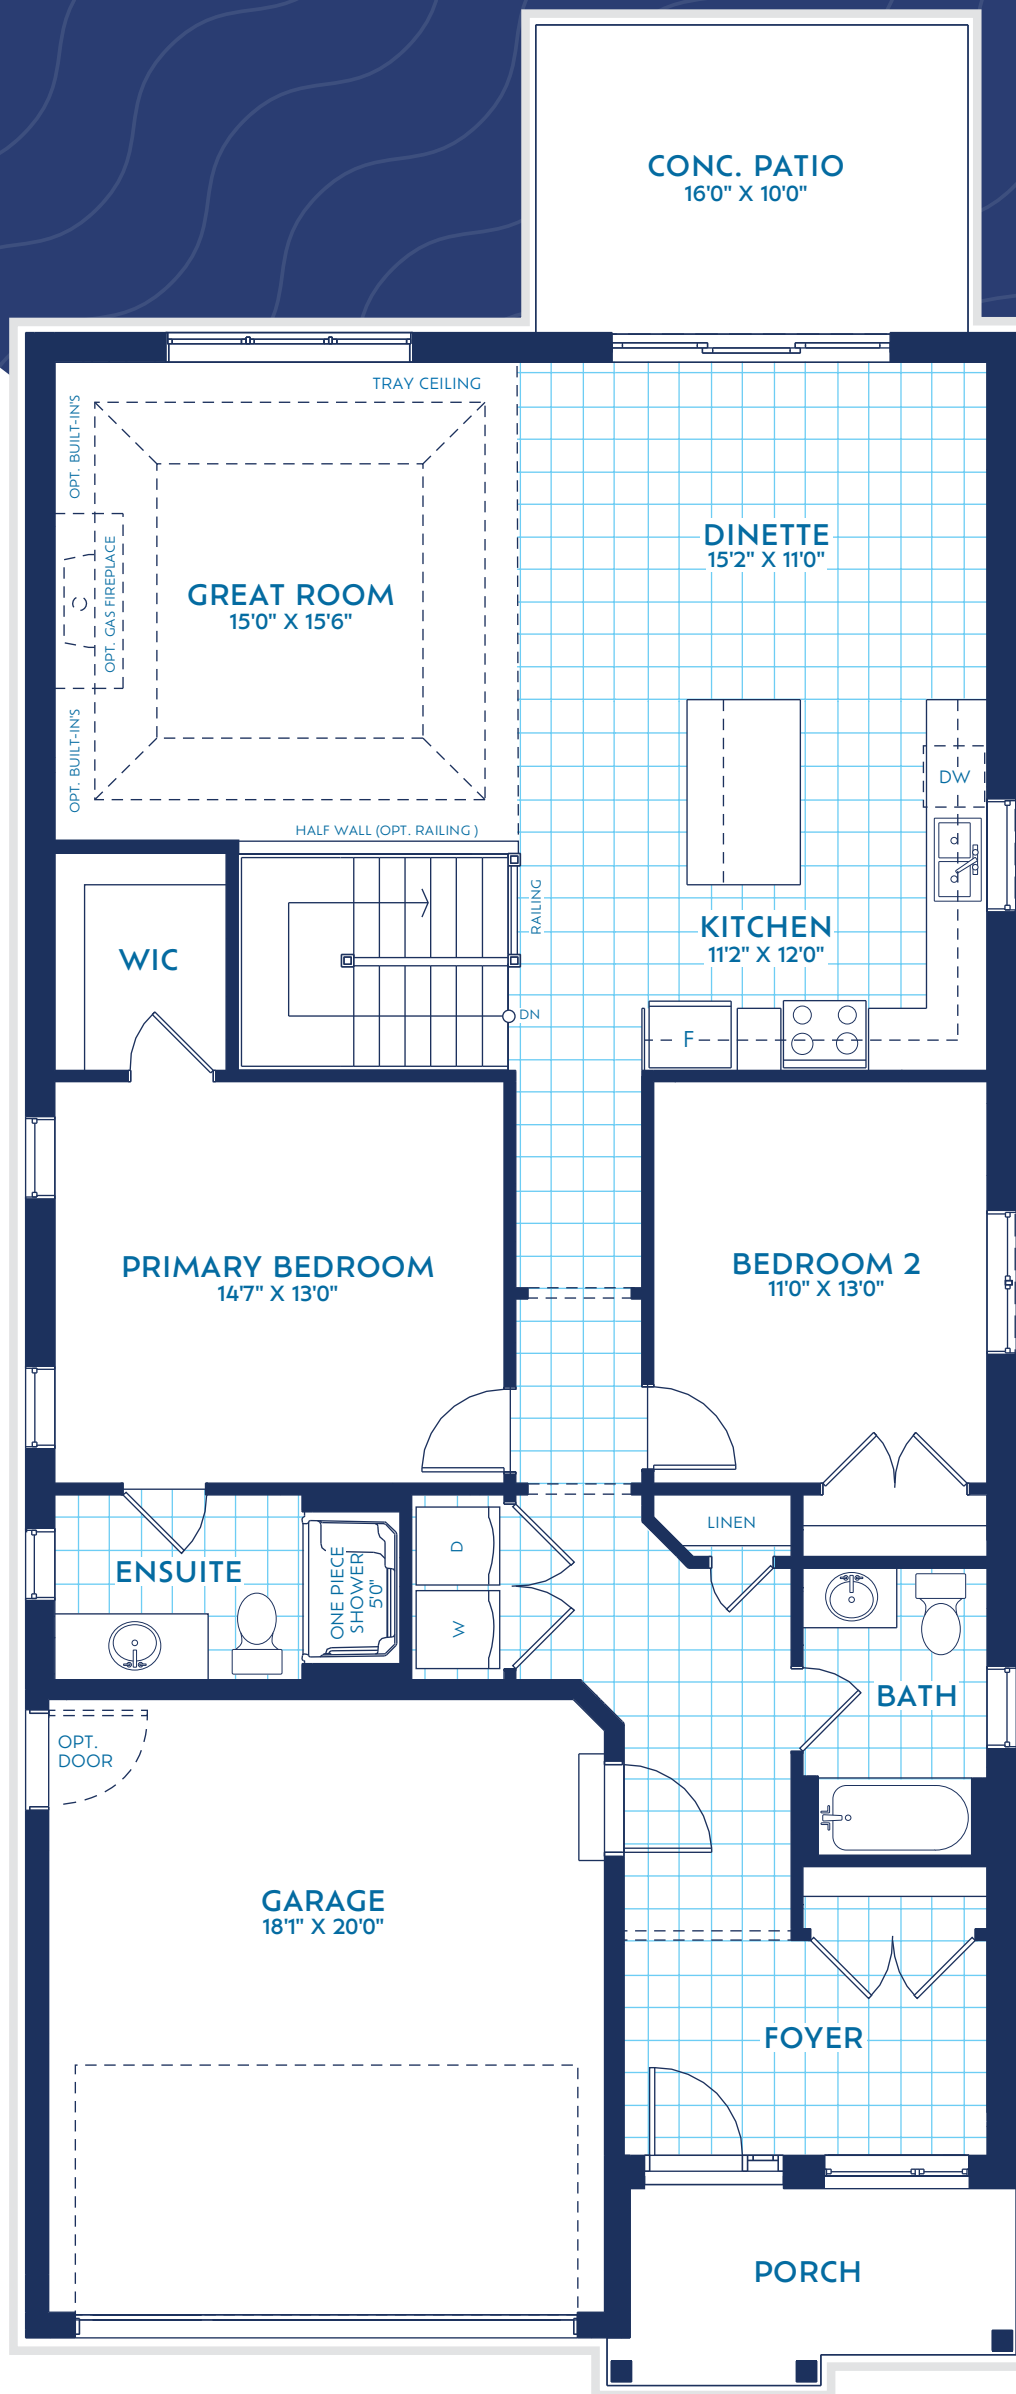 CONC. PATIO
16'0" X 10'0"
TRAY CEILING
OPT. BUILT-IN'S
OPT. GAS FIREPLACE
OPT. BUILT-IN'S
GREAT ROOM
15'0" X 15'6"
DINETTE
15'2" X 11'0"
HALF WALL (OPT. RAILING )
RAILING
DW
KITCHEN
11'2" X 12'0"
WIC
DN
F
PRIMARY BEDROOM
14'7" X 13'0"
BEDROOM 2
11'0" X 13'0"
LINEN
ENSUITE
ONE PIECE
SHOWER
5'0"
D
W
BATH
OPT.
DOOR
GARAGE
18'1" X 20'0"
FOYER
PORCH